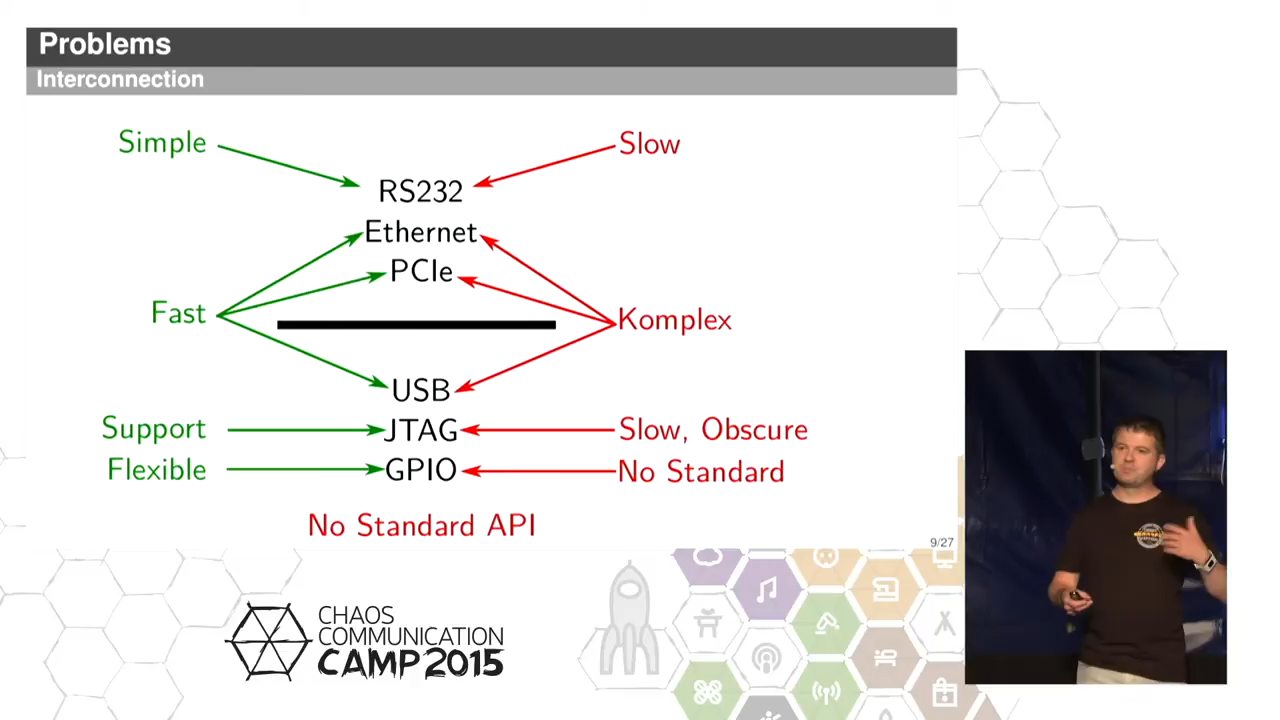 Problems
Interconnection
Simple
Slow
RS232
Ethernet
PCIe
Fast
Komplex
USB
Support
JTAG
Slow, Obscure
Flexible
GPIO
No Standard
No Standard API
9/27
CHAOS
COMMUNICATION
CAMP 2015